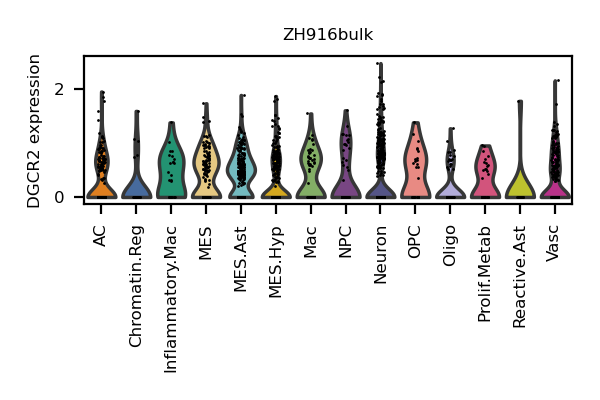 ZH916bulk
DGCR2 expression
2
0
AC
Chromatin.Reg
Inflammatory.Mac
MES
MES.Ast
MES.Hyp
Mac
NPC
Neuron
OPC
Oligo
Prolif.Metab
Reactive.Ast
Vasc